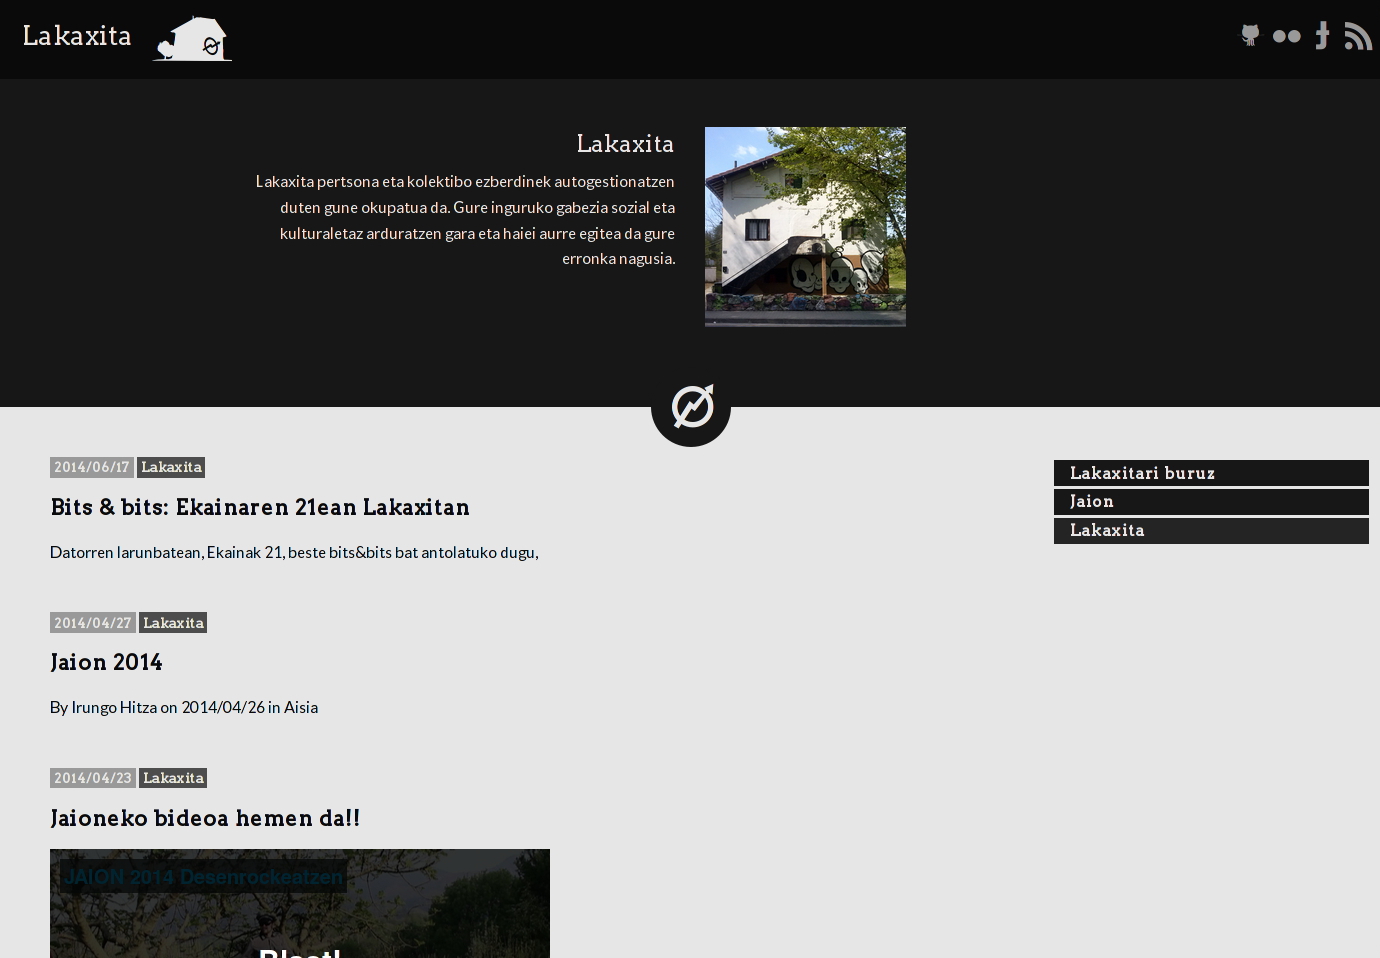 Lakaxita
Lakaxita
Lakaxita pertsona eta kolektibo ezberdinek autogestionatzen
duten gune okupatua da. Gure inguruko gabezia sozial eta
kulturaletaz arduratzen gara eta haiei aurre egitea da gure
erronka nagusia.
2014/06/17 Lakaxita
Bits & bits: Ekainaren 21ean Lakaxitan
Datorren larunbatean, Ekainak 21, beste bits&bits bat antolatuko dugu,
2014/04/27 Lakaxita
Jaion 2014
By Irungo Hitza on 2014/04/26 in Aisia
2014/04/23 Lakaxita
Jaioneko bideoa hemen da!!
JAION 2014 Desenrockeatzen
Lakaxitari buruz
Jaion
Lakaxita